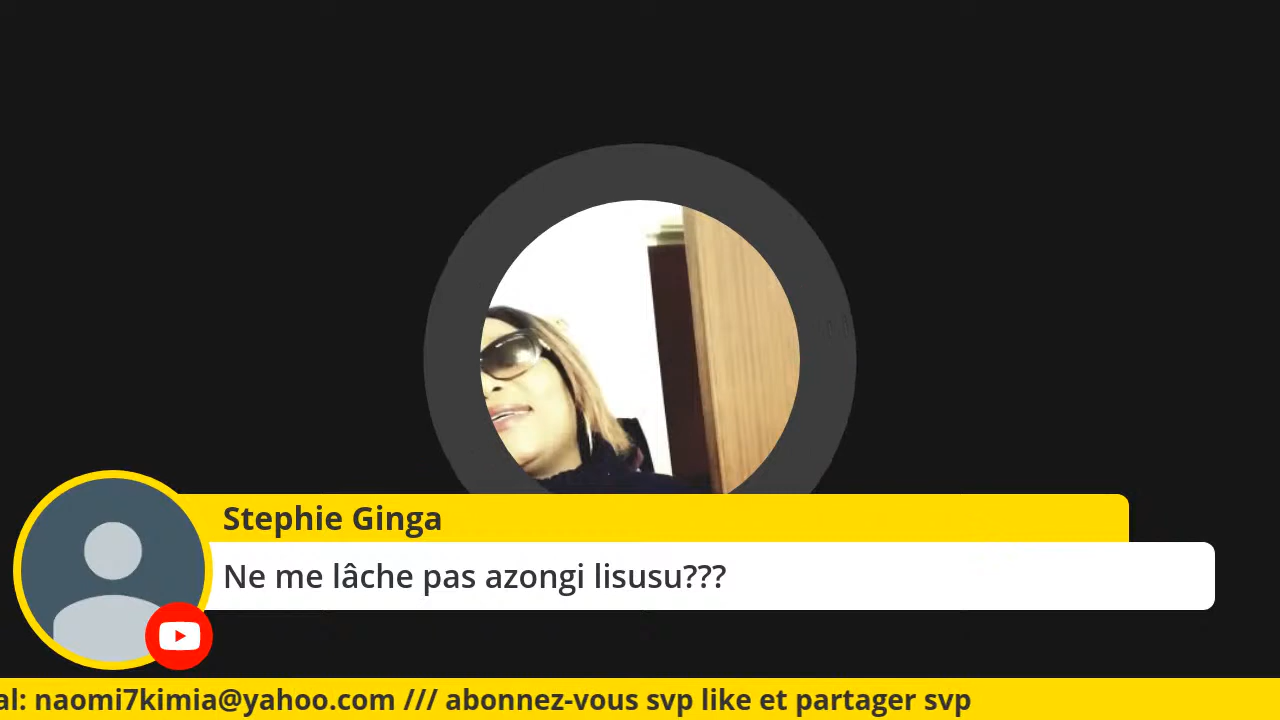 Stephie Ginga
Ne me lâche pas azongi lisusu???
al: naomi7kimia@yahoo.com /// abonnez-vous svp like et partager svp